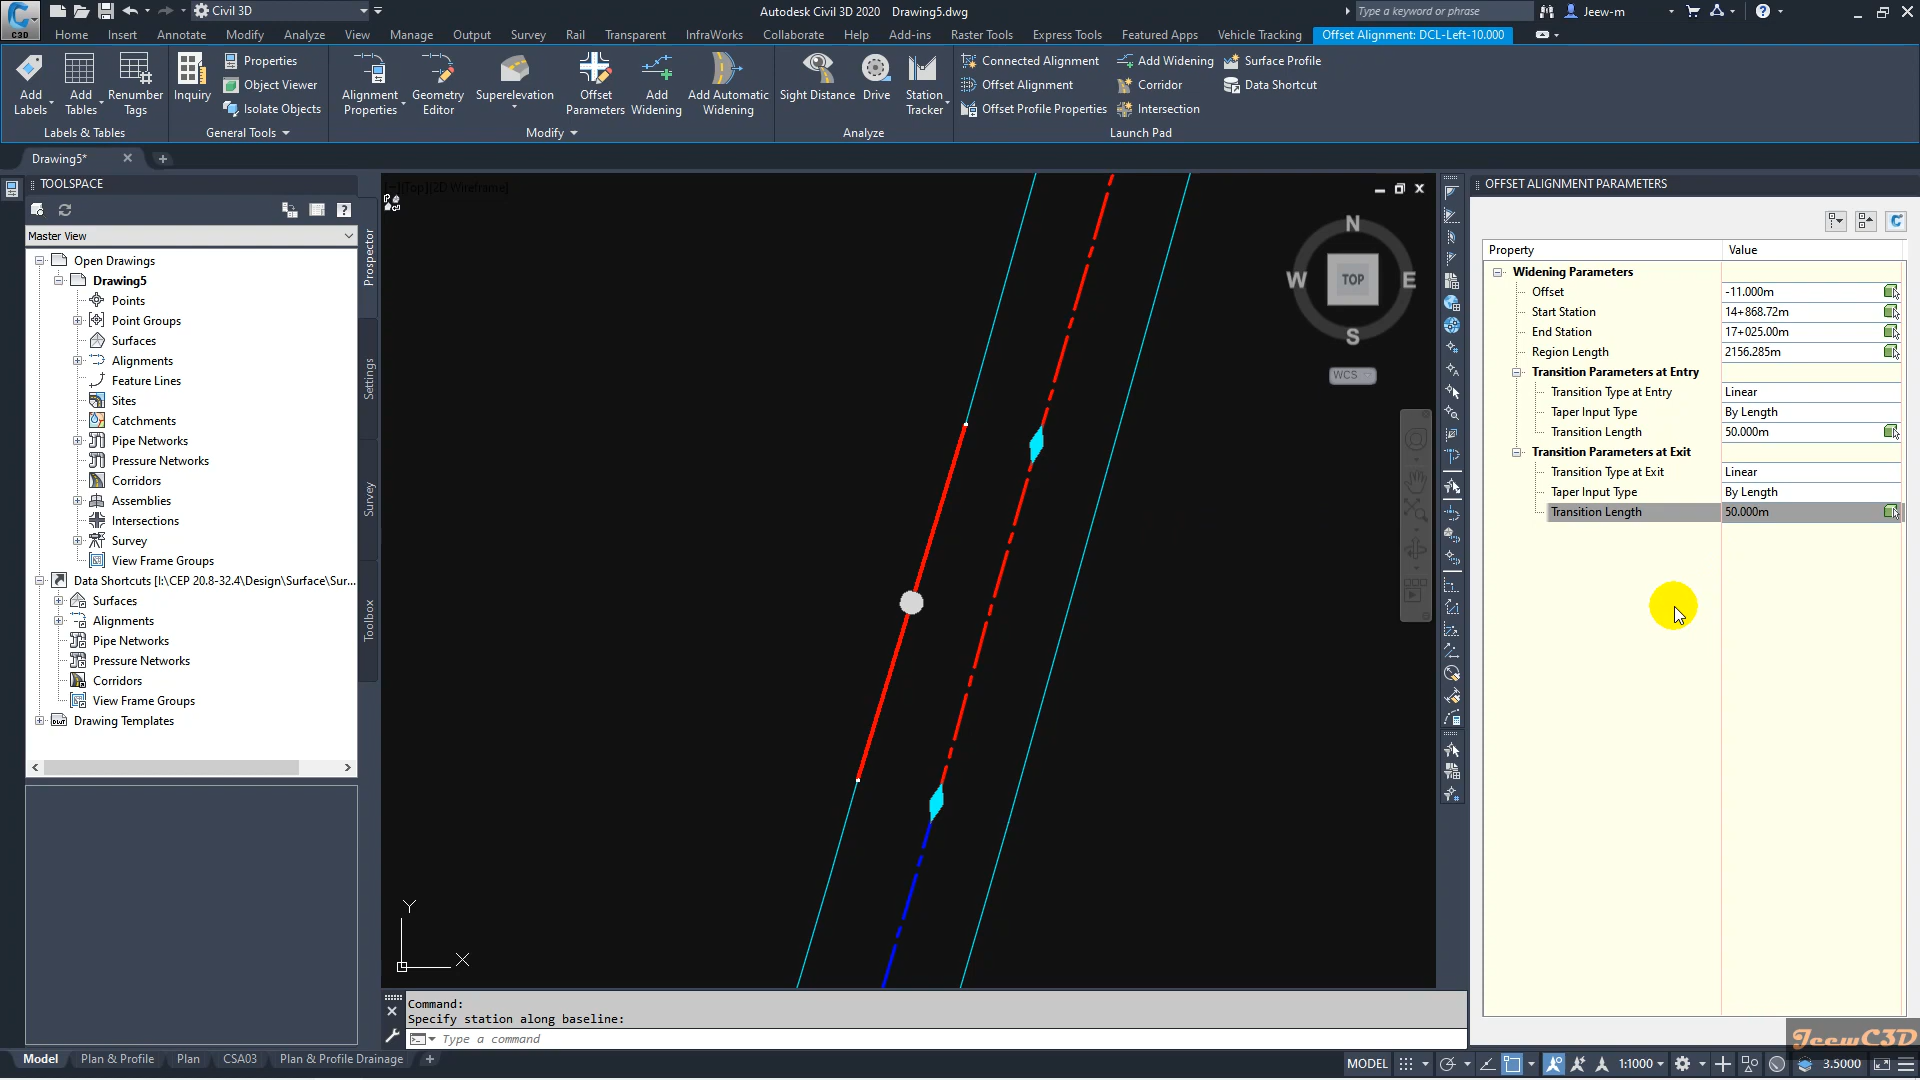 Civil 3D
Autodesk Civil 3D 2020 Drawing5.dwg
Type a keyword or phrase
Jeew-m
C3D
Home Insert Annotate Modify Analyze View Manage Output Survey Rail Transparent InfraWorks Collaborate Help Add-ins Raster Tools Express Tools Featured Apps Vehicle Tracking Offset Alignment: DCL-Left-10.000
Add Labels
Add Tables
Renumber Tags
Labels & Tables
Inquiry
Properties
Object Viewer
Isolate Objects
General Tools
Alignment Properties
Geometry Editor
Superelevation
Offset Parameters
Add Widening
Add Automatic Widening
Modify
Sight Distance
Drive
Station Tracker
Analyze
Connected Alignment
Offset Alignment
Offset Profile Properties
Add Widening
Corridor
Intersection
Surface Profile
Data Shortcut
Launch Pad
Drawing5*
TOOLSPACE
Master View
Open Drawings
Drawing5
Points
Point Groups
Surfaces
Alignments
Feature Lines
Sites
Catchments
Pipe Networks
Pressure Networks
Corridors
Assemblies
Intersections
Survey
View Frame Groups
Data Shortcuts [I:\CEP 20.8-32.4\Design\Surface\Sur...
Surfaces
Alignments
Pipe Networks
Pressure Networks
Corridors
View Frame Groups
Drawing Templates
Prospector
Settings
Survey
Toolbox
[-][Top][2D Wireframe]
N
W TOP E
S
WCS
Y
X
OFFSET ALIGNMENT PARAMETERS
Property Value
Widening Parameters
Offset -11.000m
Start Station 14+868.72m
End Station 17+025.00m
Region Length 2156.285m
Transition Parameters at Entry
Transition Type at Entry Linear
Taper Input Type By Length
Transition Length 50.000m
Transition Parameters at Exit
Transition Type at Exit Linear
Taper Input Type By Length
Transition Length 50.000m
Command:
Specify station along baseline:
Type a command
JeewC3D
Model Plan & Profile Plan CSA03 Plan & Profile Drainage
MODEL 1:1000 3.5000